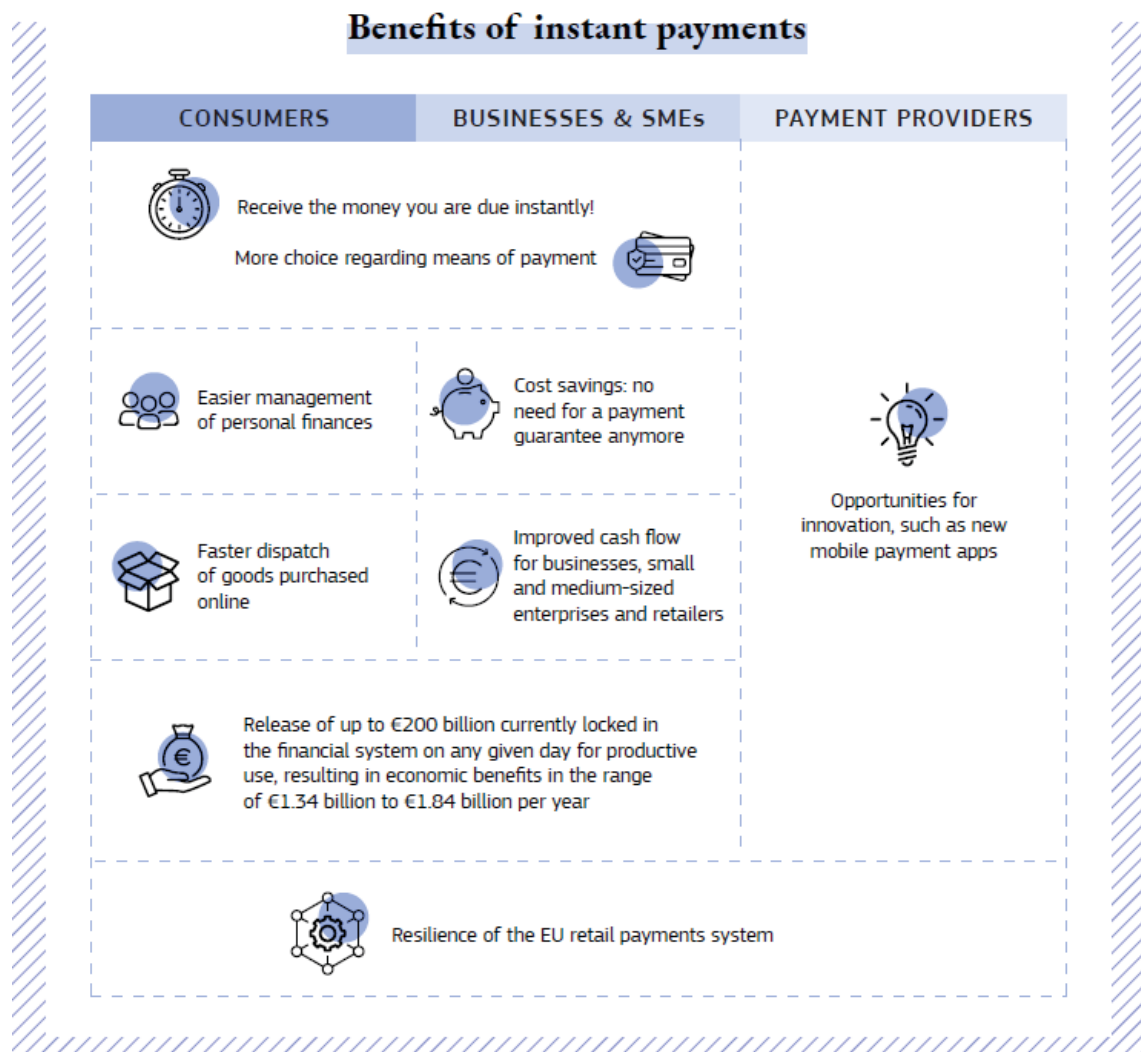 Benefits of instant payments
CONSUMERS
BUSINESSES & SMEs
PAYMENT PROVIDERS
Receive the money you are due instantly!
More choice regarding means of payment
Easier management
of personal finances
Cost savings: no
need for a payment
guarantee anymore
Opportunities for
innovation, such as new
mobile payment apps
Faster dispatch
of goods purchased
online
Improved cash flow
for businesses, small
and medium-sized
enterprises and retailers
Release of up to €200 billion currently locked in
the financial system on any given day for productive
use, resulting in economic benefits in the range
of €1.34 billion to €1.84 billion per year
Resilience of the EU retail payments system